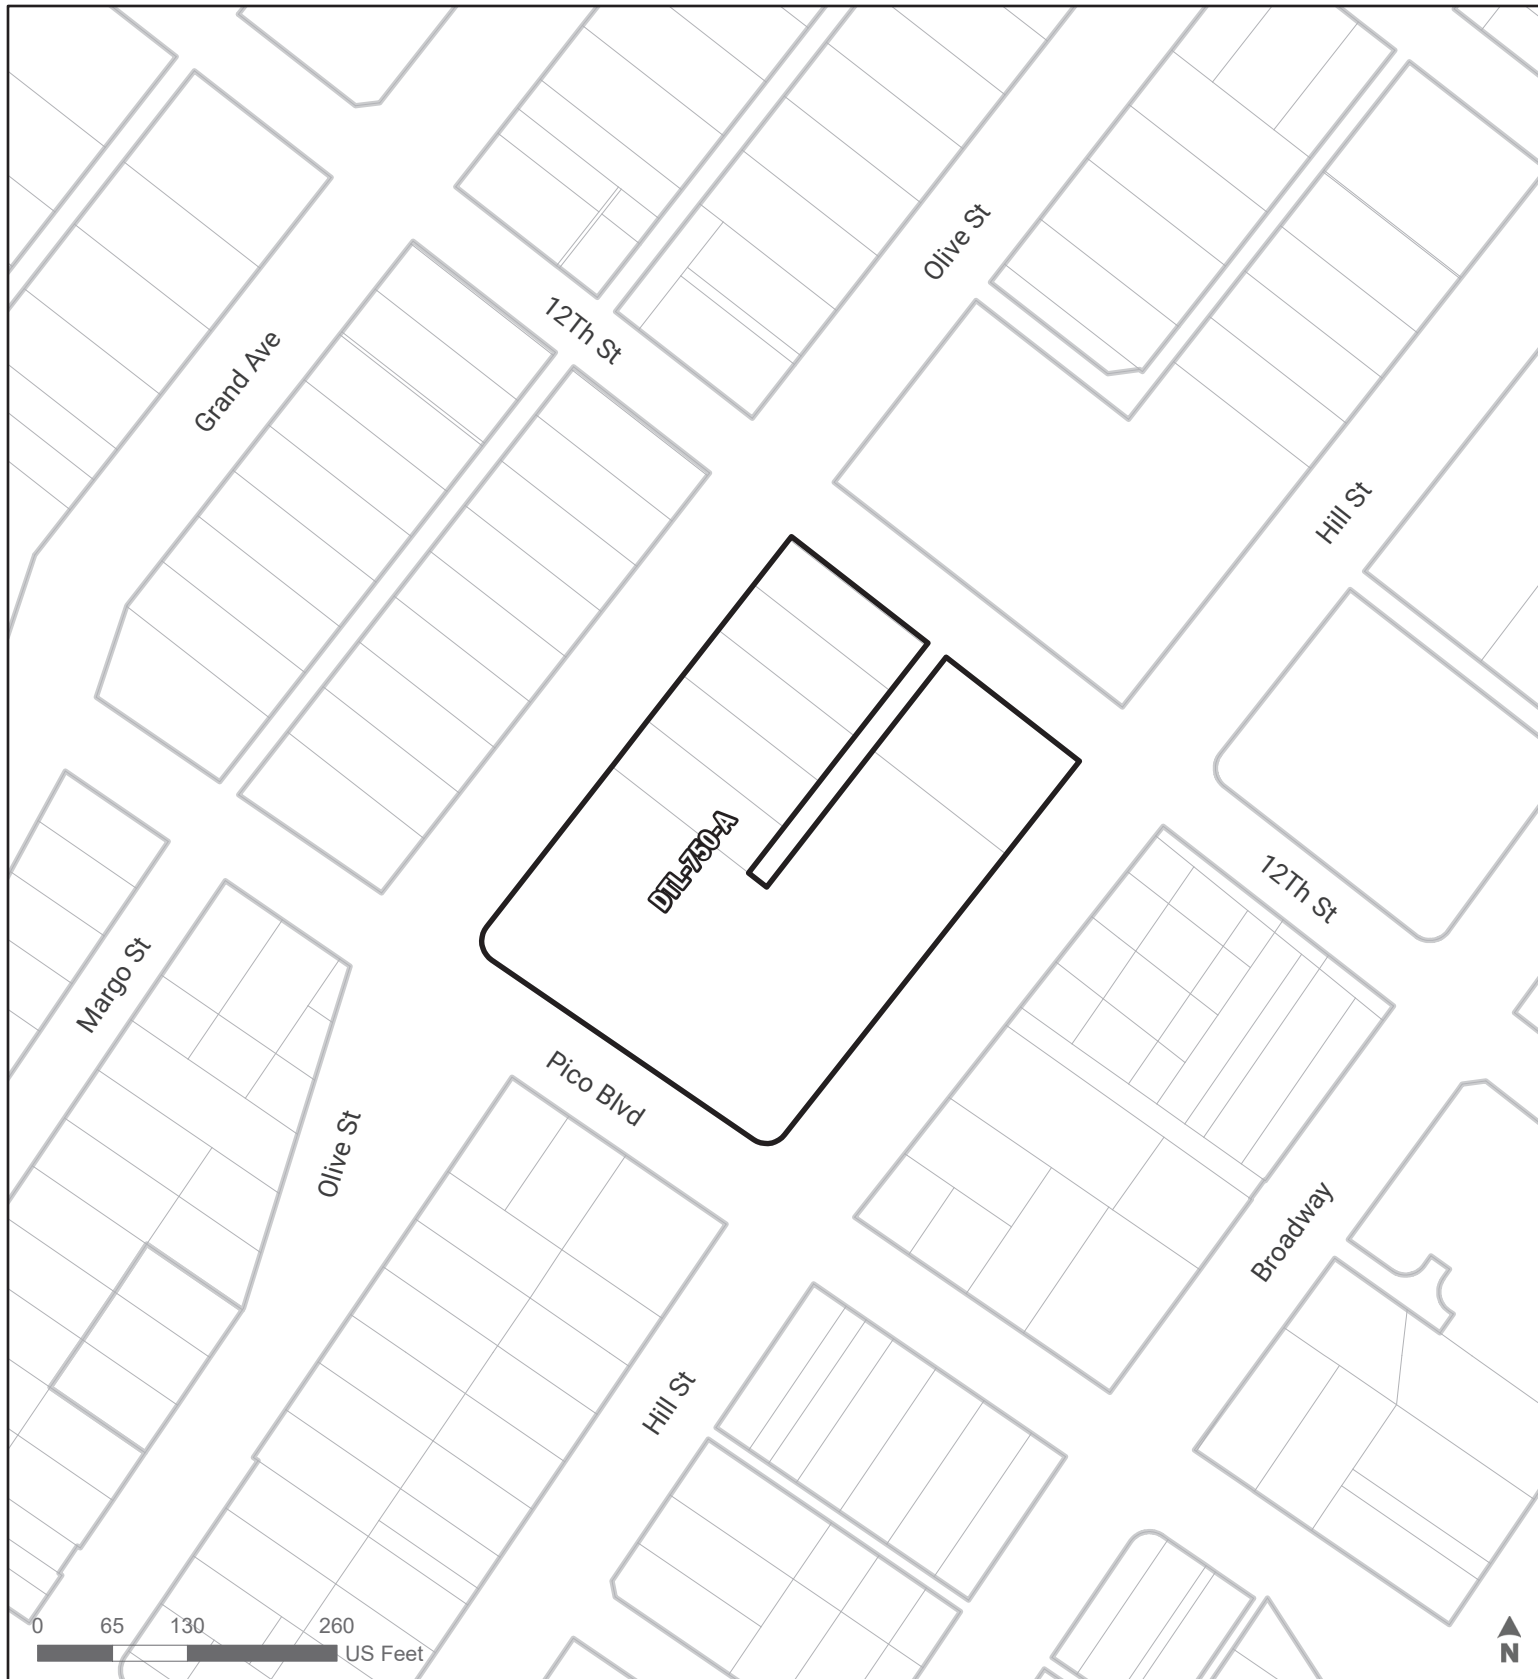 Olive St
12Th St
Grand Ave
Hill St
DTL-750-A
12Th St
Margo St
Pico Blvd
Olive St
Broadway
Hill St
0 65 130 260
US Feet
N